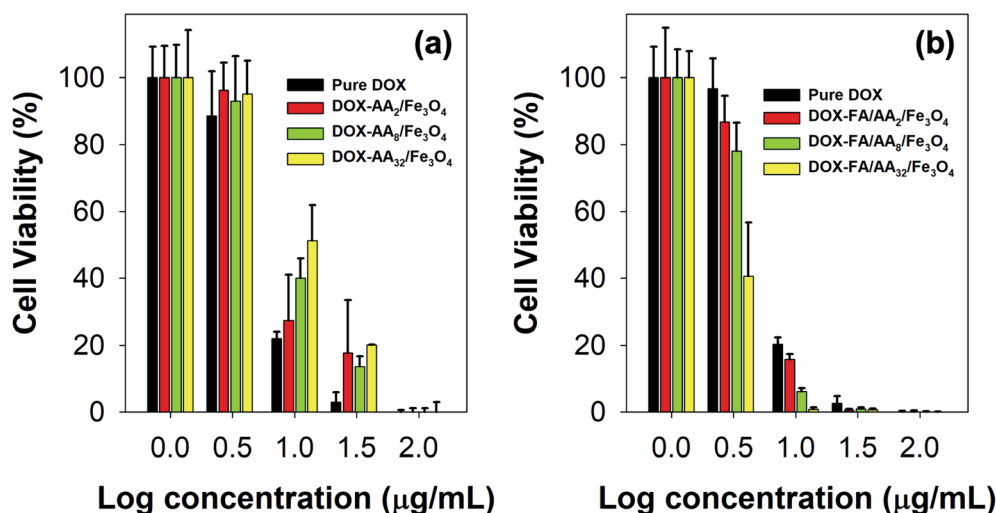 (a)
Cell Viability (%)
100
80
60
40
20
0
Pure DOX
DOX-AA₂/Fe₃O₄
DOX-AA₈/Fe₃O₄
DOX-AA₃₂/Fe₃O₄
0.0 0.5 1.0 1.5 2.0
Log concentration (μg/mL)
(b)
Cell Viability (%)
100
80
60
40
20
0
Pure DOX
DOX-FA/AA₂/Fe₃O₄
DOX-FA/AA₈/Fe₃O₄
DOX-FA/AA₃₂/Fe₃O₄
0.0 0.5 1.0 1.5 2.0
Log concentration (μg/mL)